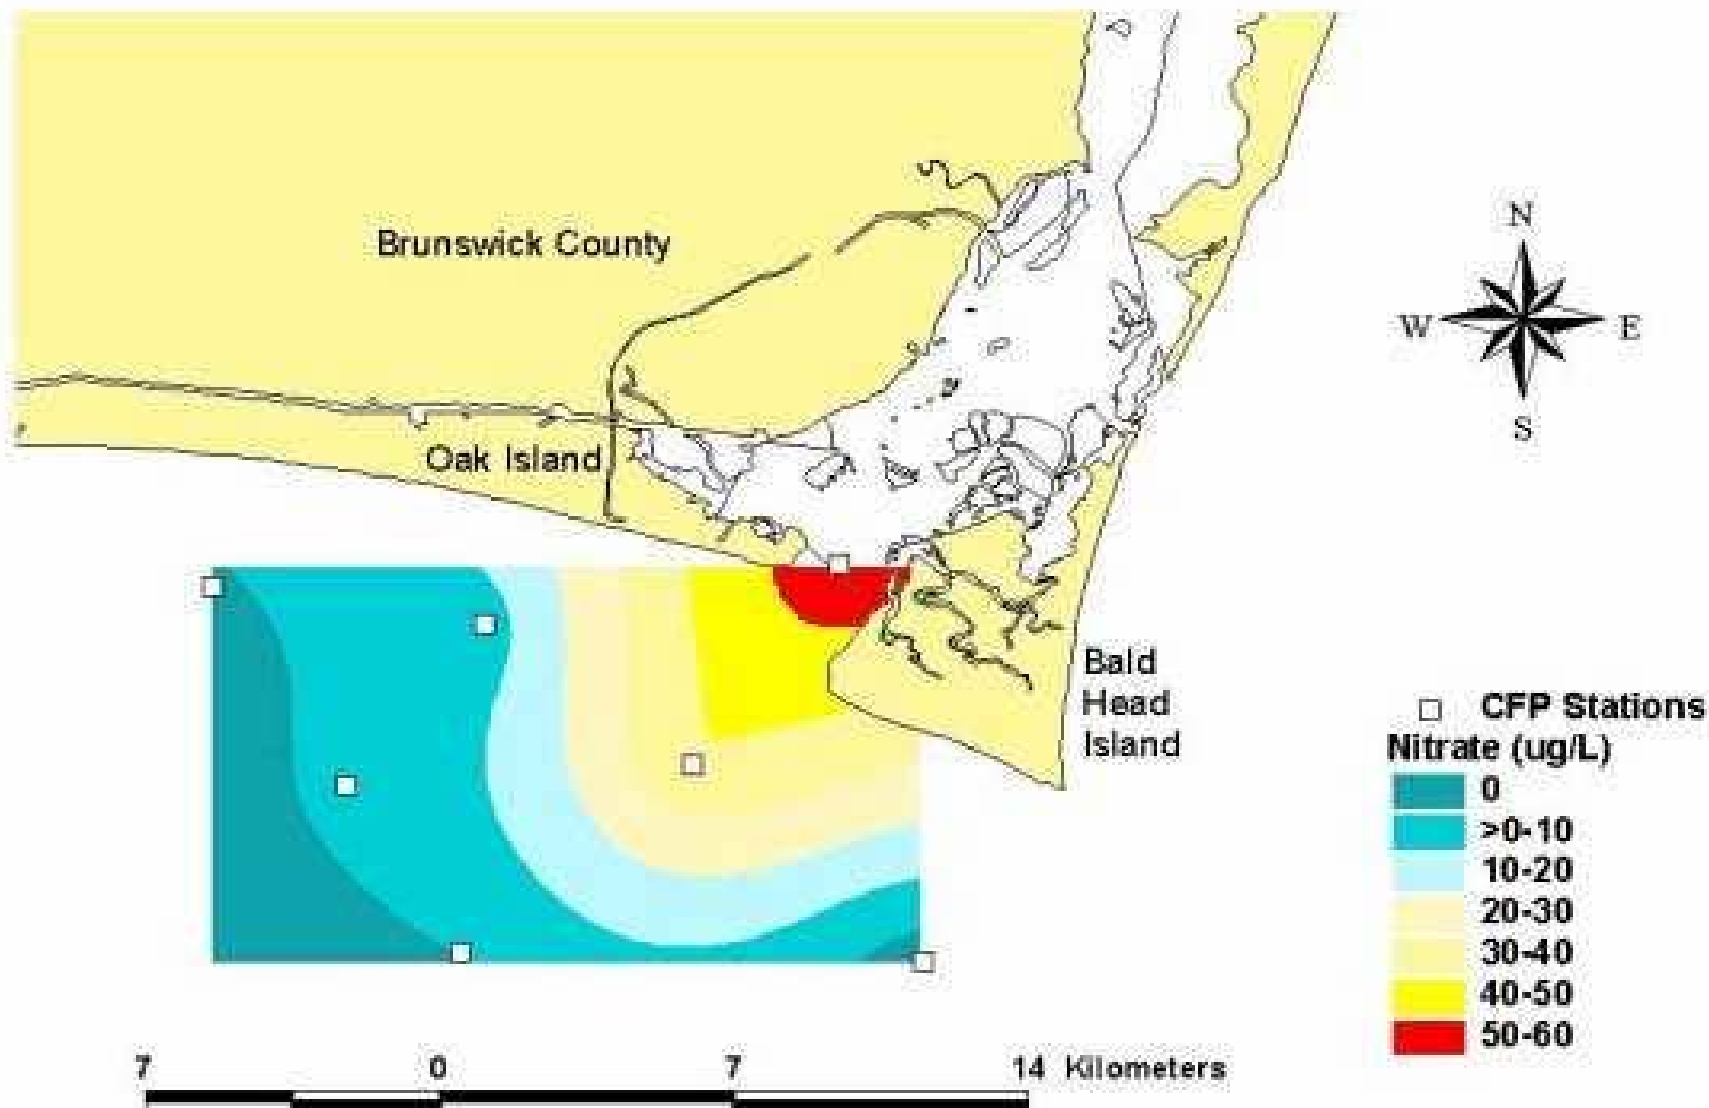 Brunswick County
N
W
E
S
Oak Island
Bald
Head
Island
CFP Stations
Nitrate (ug/L)
0
>0-10
10-20
20-30
30-40
40-50
50-60
7 0 7 14 Kilometers